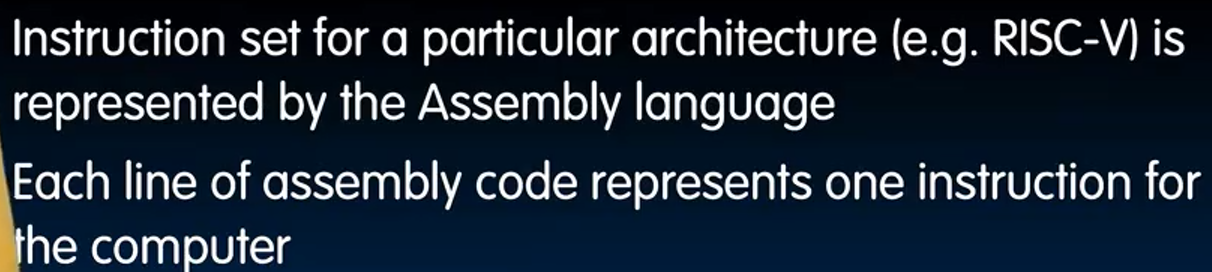 Instruction set for a particular architecture (e.g. RISC-V) is
represented by the Assembly language
Each line of assembly code represents one instruction for
the computer